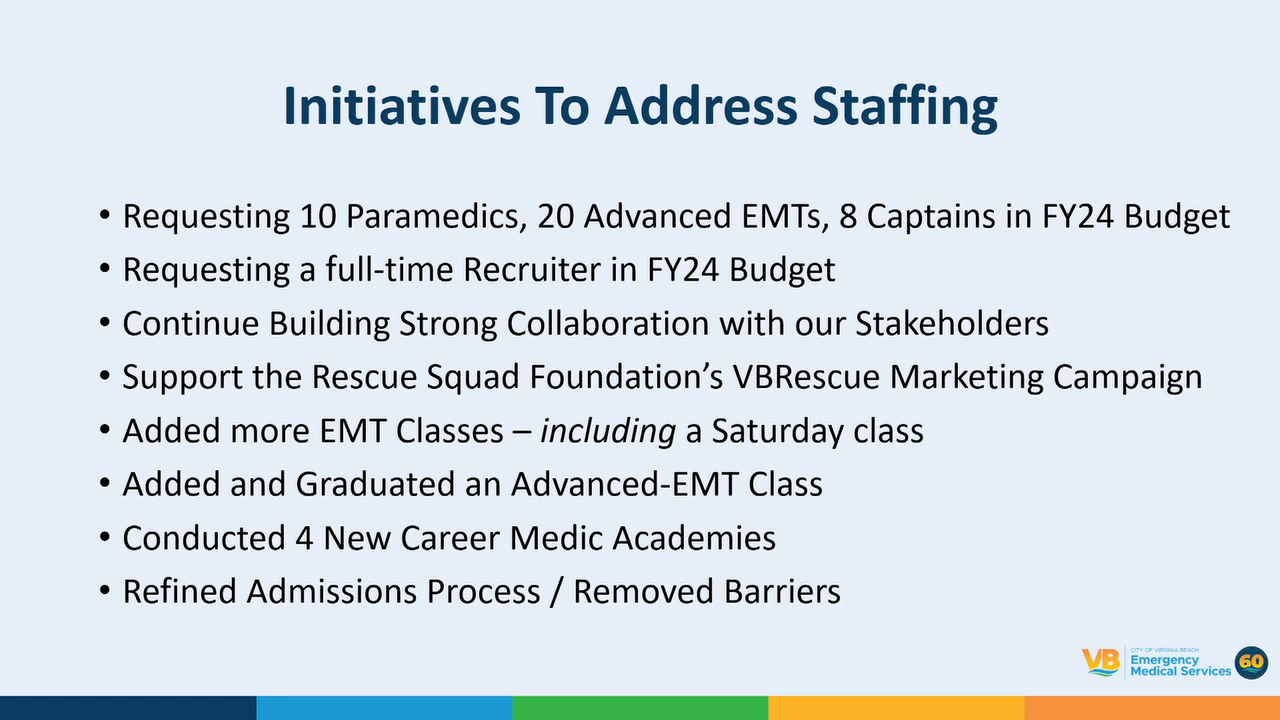 Initiatives To Address Staffing
• Requesting 10 Paramedics, 20 Advanced EMTs, 8 Captains in FY24 Budget
• Requesting a full-time Recruiter in FY24 Budget
• Continue Building Strong Collaboration with our Stakeholders
• Support the Rescue Squad Foundation’s VBRescue Marketing Campaign
• Added more EMT Classes – including a Saturday class
• Added and Graduated an Advanced-EMT Class
• Conducted 4 New Career Medic Academies
• Refined Admissions Process / Removed Barriers
VB
CITY OF VIRGINIA BEACH
Emergency
Medical Services
60